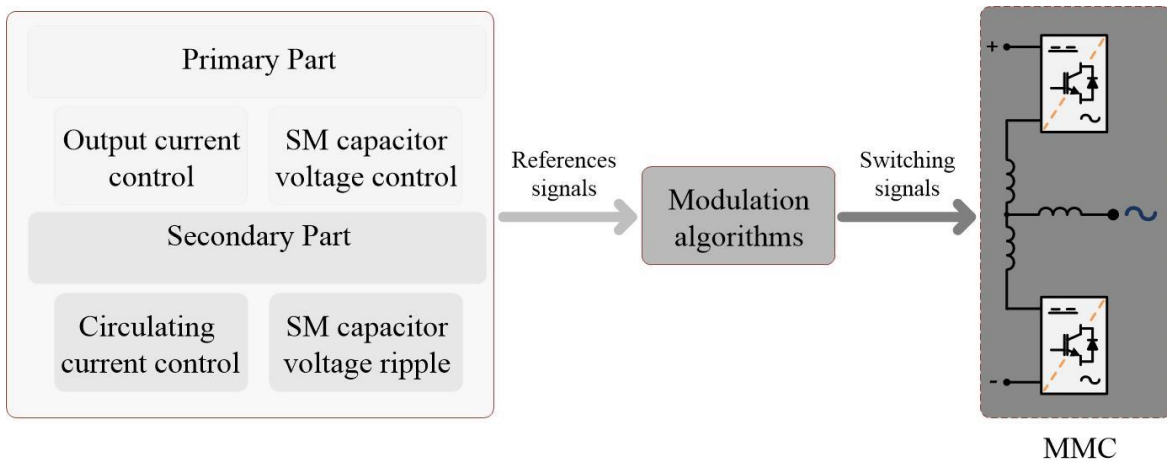 Primary Part
Output current
control
SM capacitor
voltage control
Secondary Part
Circulating
current control
SM capacitor
voltage ripple
References
signals
Modulation
algorithms
Switching
signals
+
-
MMC